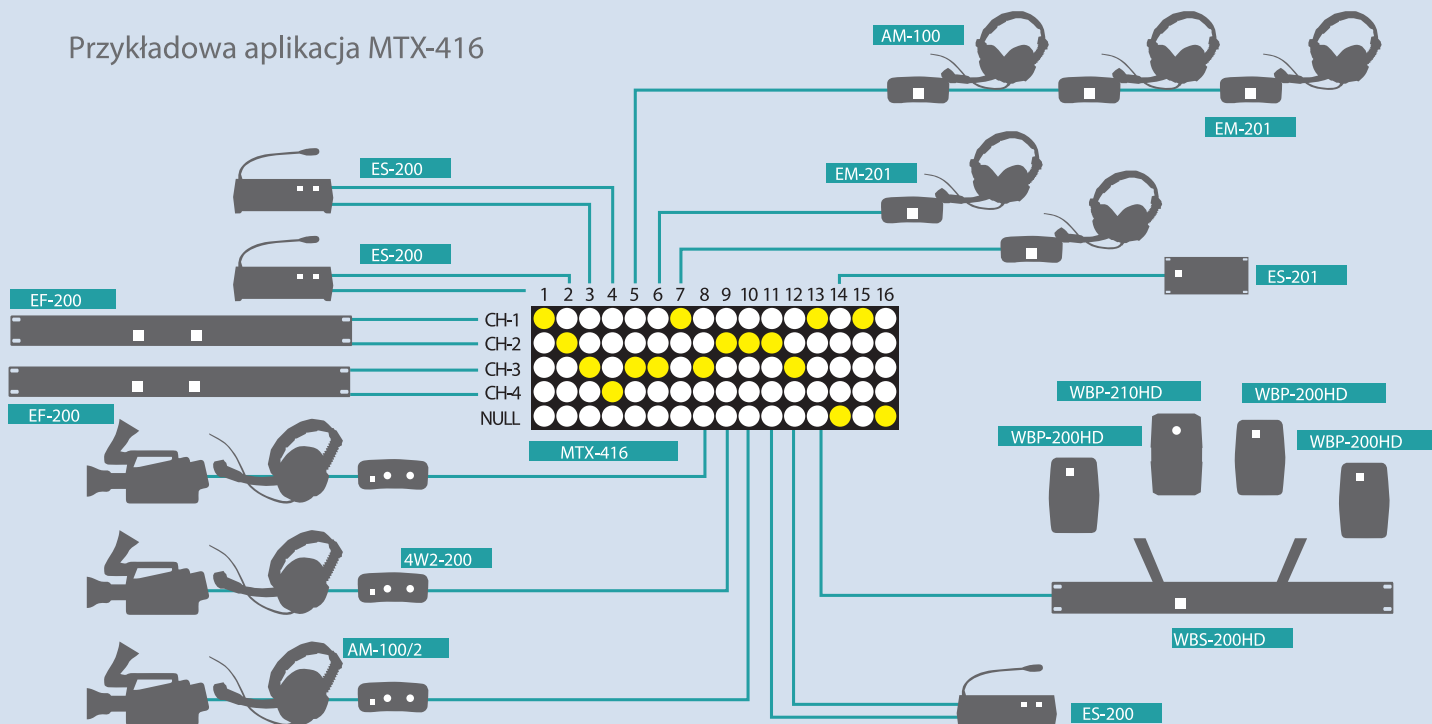 Przykładowa aplikacja MTX-416
AM-100
EM-201
ES-200
EM-201
ES-200
ES-201
EF-200
1 2 3 4 5 6 7 8 9 10 11 12 13 14 15 16
CH-1
CH-2
CH-3
CH-4
NULL
EF-200
MTX-416
WBP-210HD
WBP-200HD
WBP-200HD
WBP-200HD
4W2-200
WBS-200HD
AM-100/2
ES-200